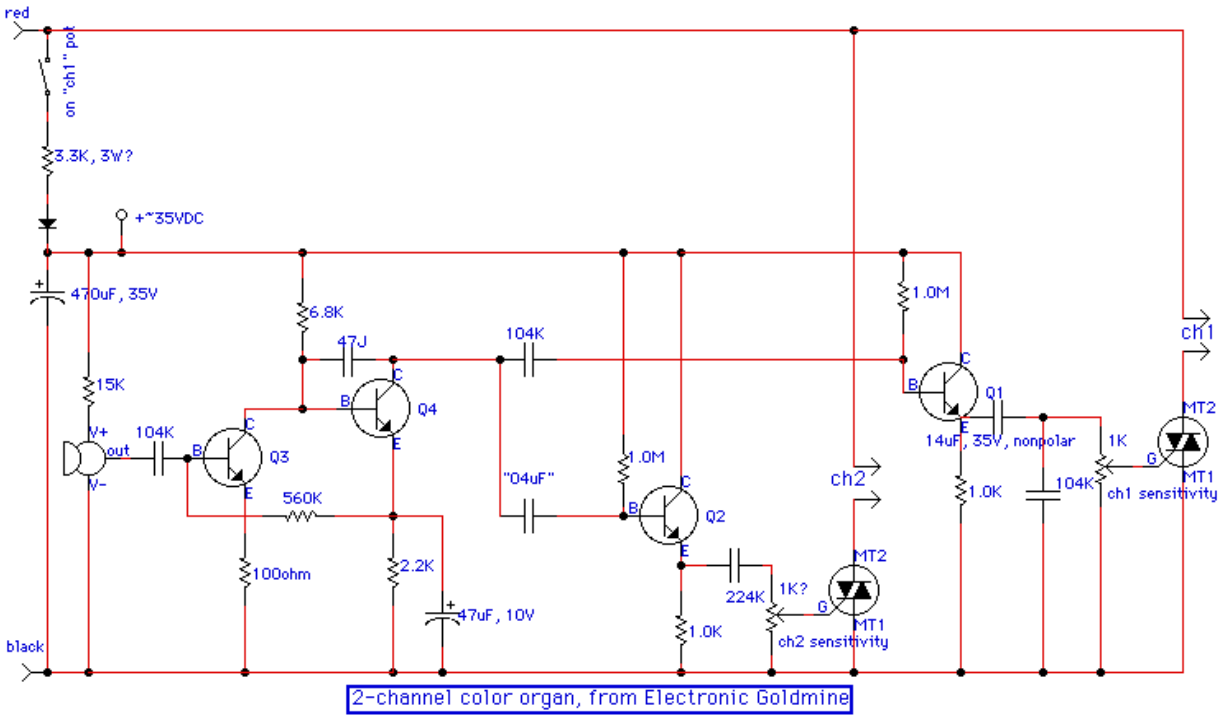 red
on "ch1" pot
3.3K, 3W?
+~35VDC
470uF, 35V
6.8K
1.0M
47J
104K
ch1
15K
C
C
B
Q4
B
Q1
E
MT2
V+
104K
out
C
E
14uF, 35V, nonpolar
1K
B
Q3
1.0M
G
V-
E
"04uF"
C
ch2
1.0K
104K
MT1
ch1 sensitivity
560K
B
Q2
E
MT2
100ohm
2.2K
224K
1K?
G
47uF, 10V
1.0K
MT1
ch2 sensitivity
black
2-channel color organ, from Electronic Goldmine